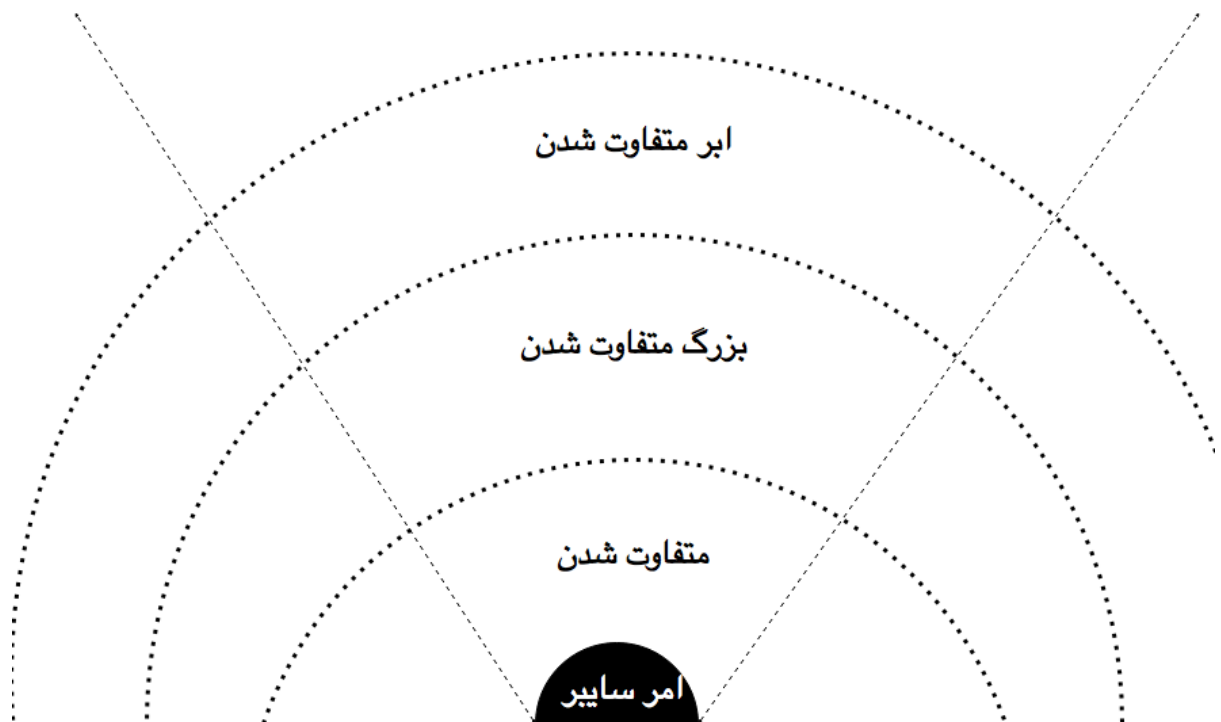 ابر متفاوت شدن
بزرگ متفاوت شدن
متفاوت شدن
امر سایبر